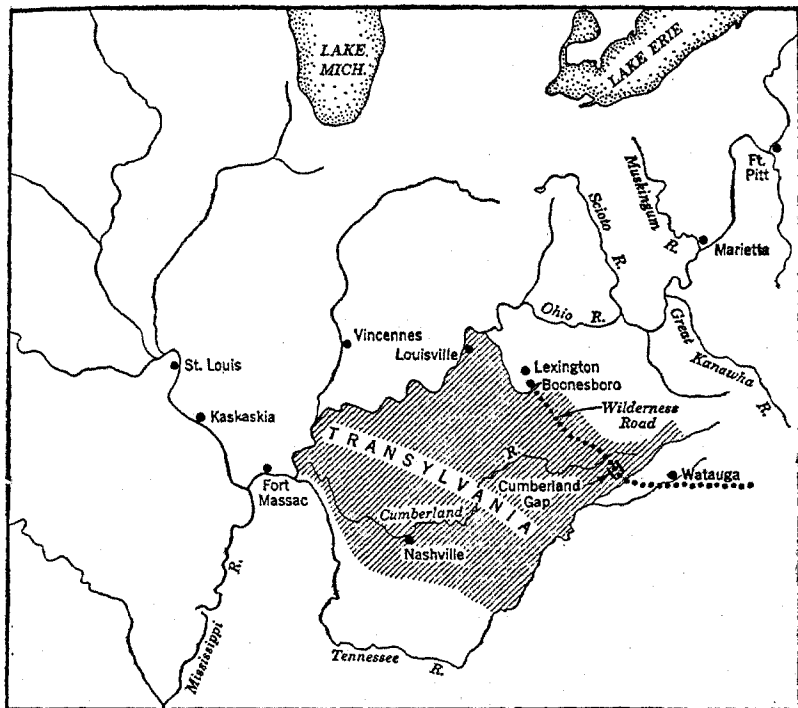 LAKE
MICH.
LAKE ERIE
Ft.
Pitt
Muskingum
R.
Scioto
R.
Marietta
Ohio R.
Great
Kanawha
R.
Vincennes
Louisville
St. Louis
Lexington
Boonesboro
Kaskaskia
Wilderness
Road
TRANSYLVANIA
R.
Fort
Massac
Cumberland
Gap
Watauga
Cumberland
Nashville
R.
Mississippi
Tennessee R.